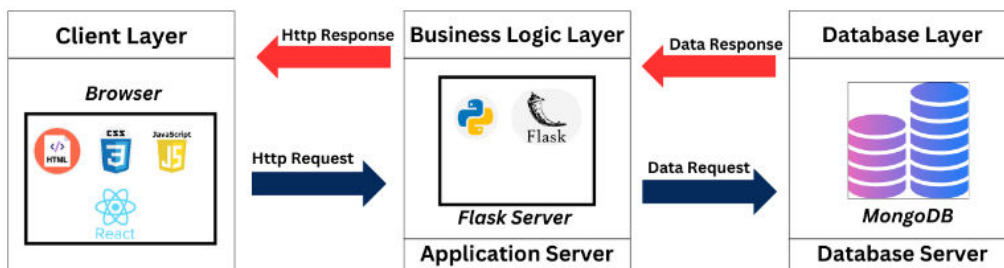 Client Layer
Browser
</>
HTML
CSS
3
JavaScript
JS
React
Http Response
Http Request
Business Logic Layer
Flask
Flask Server
Application Server
Data Response
Data Request
Database Layer
MongoDB
Database Server